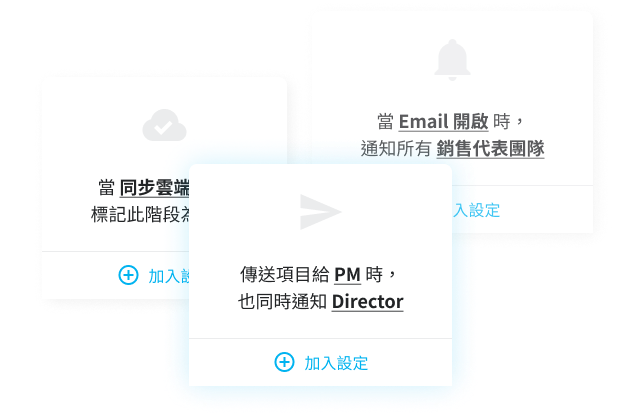 當 Email 開啟 時，
通知所有 銷售代表團隊
入設定
當 同步雲端
標記此階段為
加入設
傳送項目給 PM 時，
也同時通知 Director
加入設定